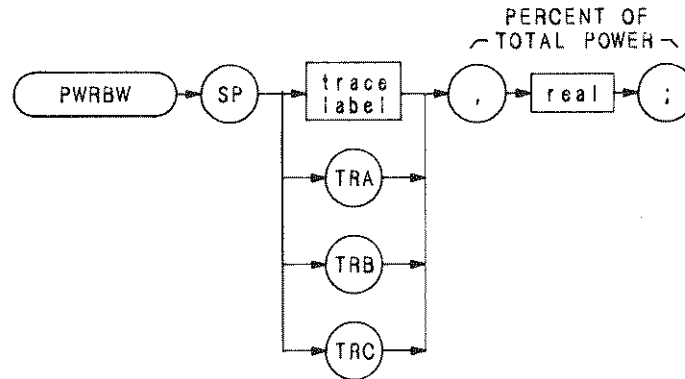 PERCENT OF
TOTAL POWER
PWRBW SP trace label , real ;
TRA
TRB
TRC